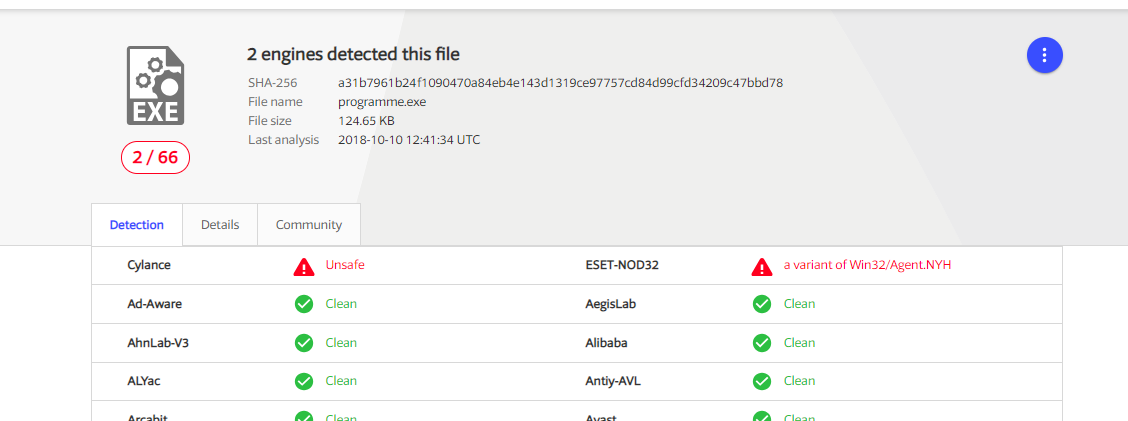 2 engines detected this file
SHA-256 a31b7961b24f1090470a84eb4e143d1319ce97757cd84d99cfd34209c47bbd78
File name programme.exe
File size 124.65 KB
Last analysis 2018-10-10 12:41:34 UTC
EXE
2 / 66
Detection Details Community
Cylance Unsafe ESET-NOD32 a variant of Win32/Agent.NYH
Ad-Aware Clean AegisLab Clean
AhnLab-V3 Clean Alibaba Clean
ALYac Clean Antiy-AVL Clean
Arcabit Clean Avast Clean